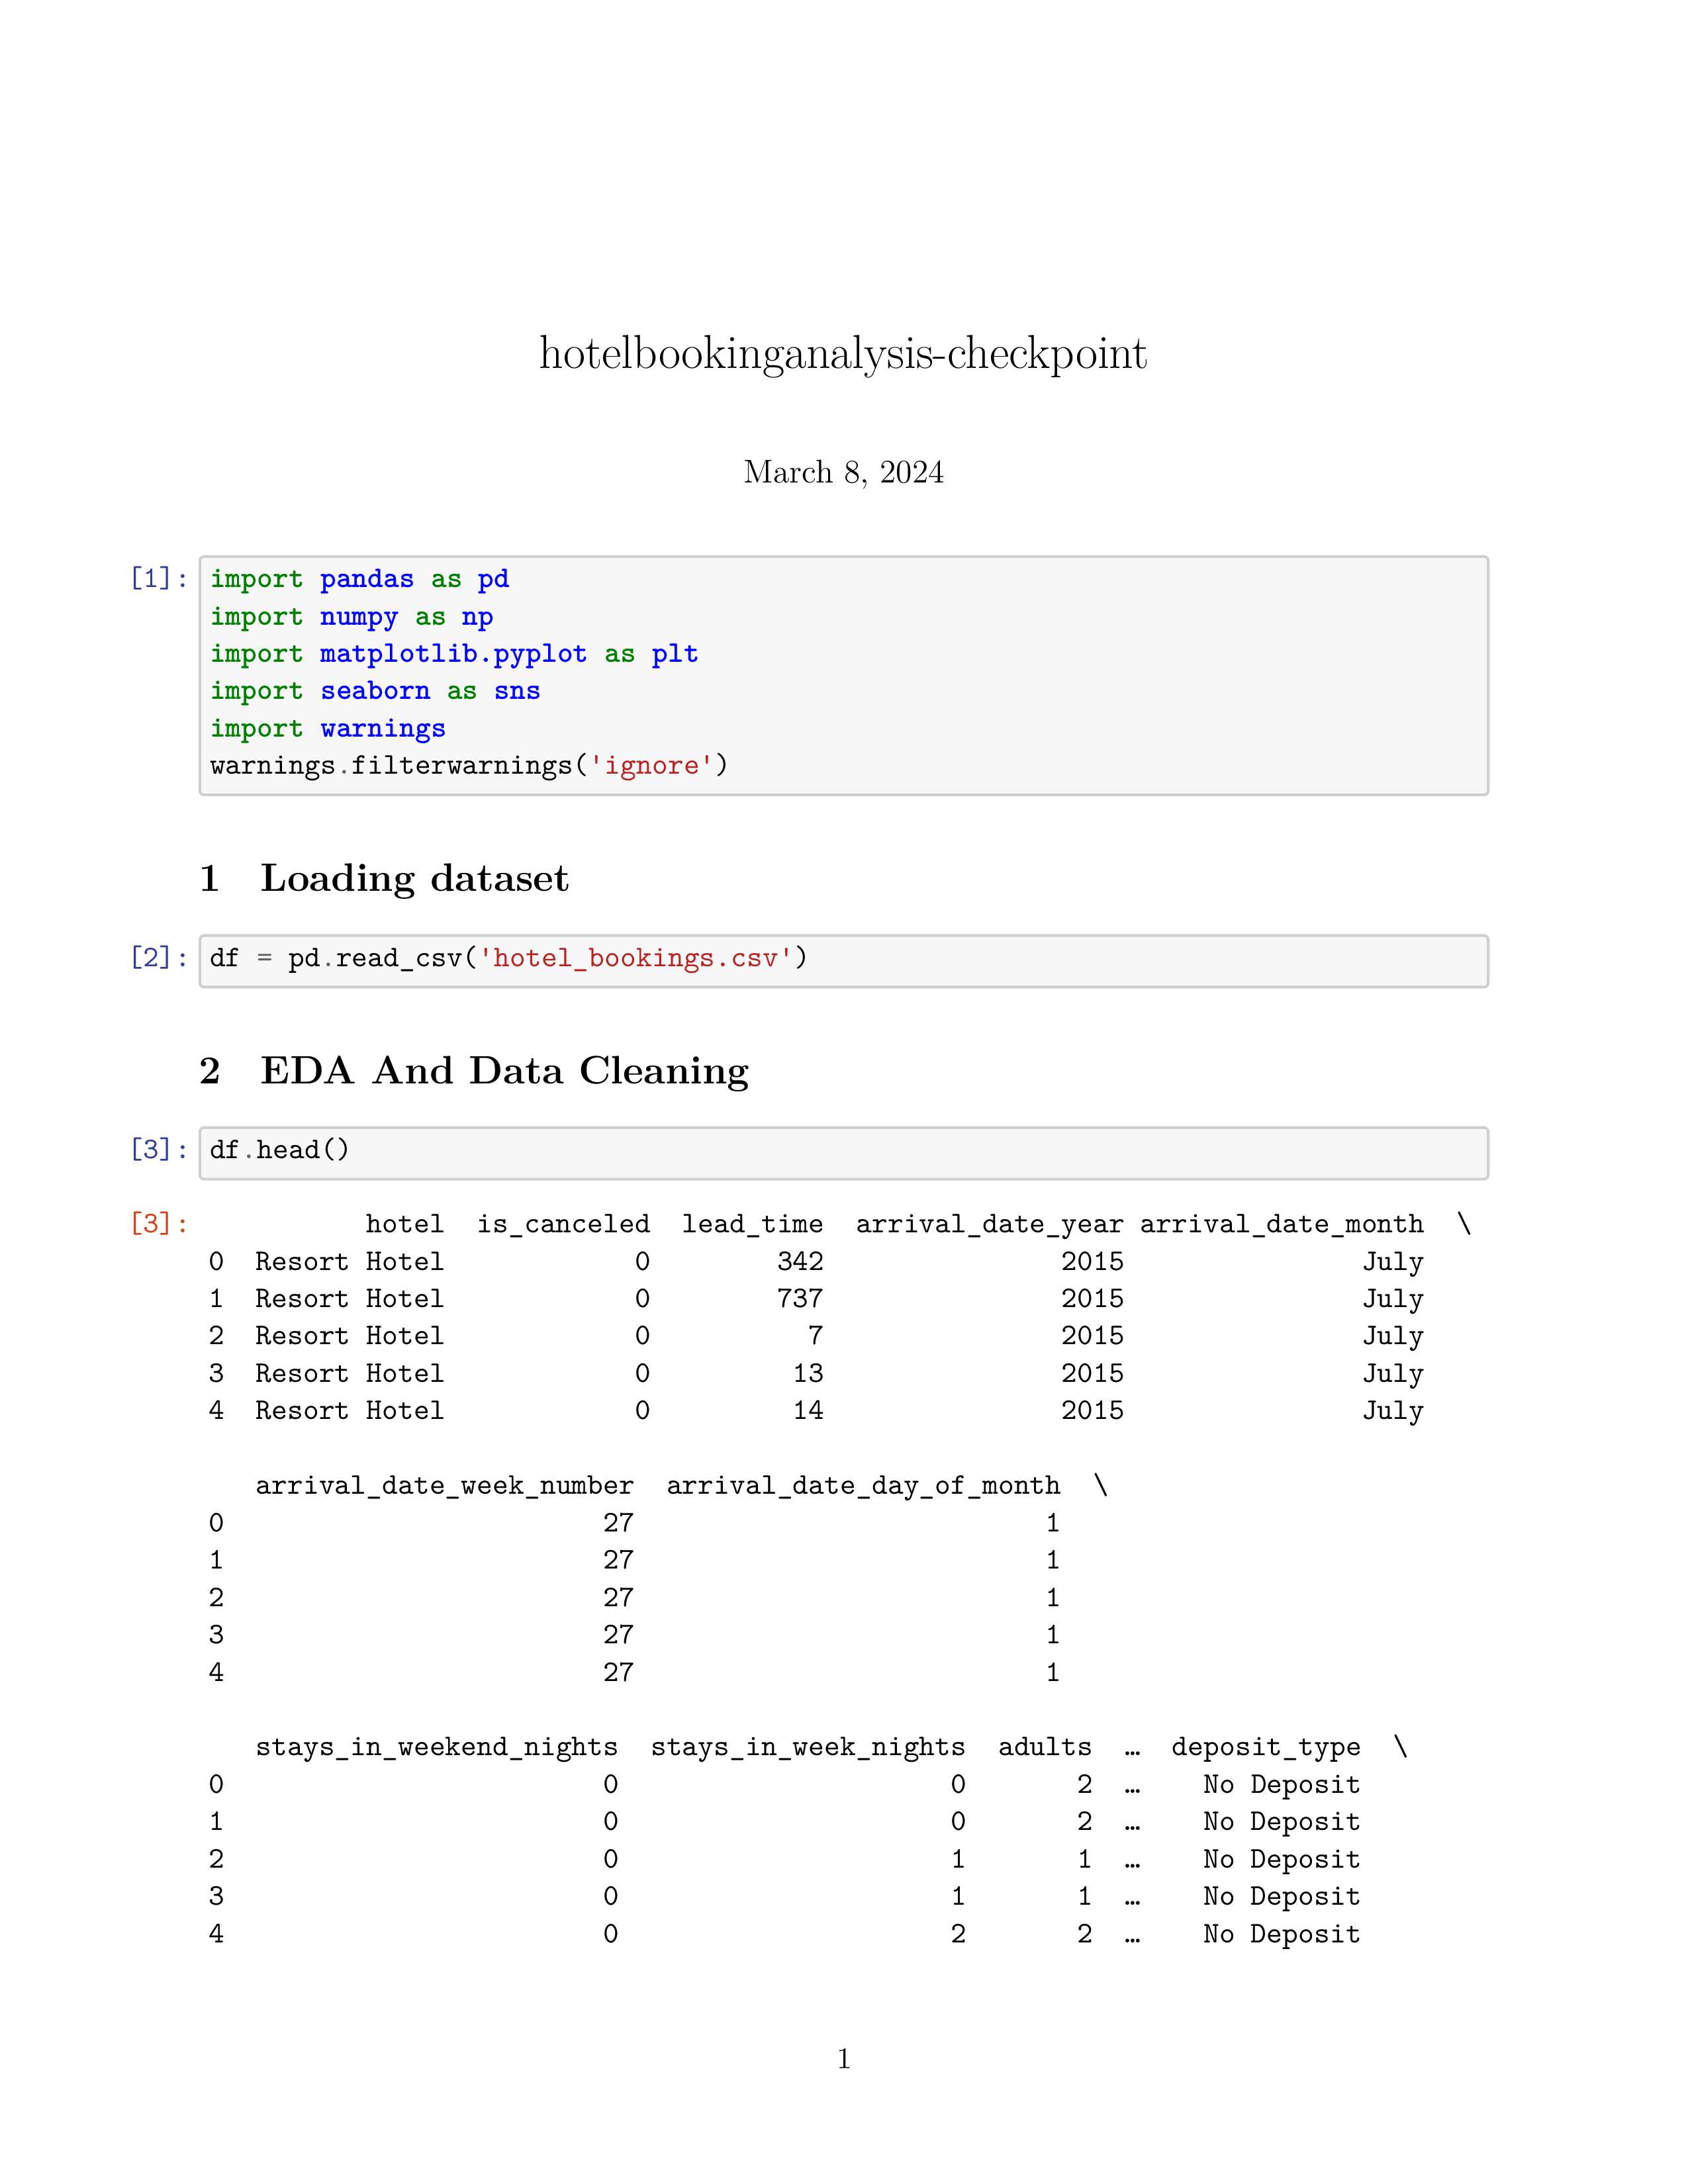 hotelbookinganalysis-checkpoint
March 8, 2024
[1]: import pandas as pd
import numpy as np
import matplotlib.pyplot as plt
import seaborn as sns
import warnings
warnings.filterwarnings('ignore')
1 Loading dataset
[2]: df = pd.read_csv('hotel_bookings.csv')
2 EDA And Data Cleaning
[3]: df.head()
[3]: hotel is_canceled lead_time arrival_date_year arrival_date_month \
0 Resort Hotel 0 342 2015 July
1 Resort Hotel 0 737 2015 July
2 Resort Hotel 0 7 2015 July
3 Resort Hotel 0 13 2015 July
4 Resort Hotel 0 14 2015 July
arrival_date_week_number arrival_date_day_of_month \
0 27 1
1 27 1
2 27 1
3 27 1
4 27 1
stays_in_weekend_nights stays_in_week_nights adults … deposit_type \
0 0 0 2 … No Deposit
1 0 0 2 … No Deposit
2 0 1 1 … No Deposit
3 0 1 1 … No Deposit
4 0 2 2 … No Deposit
1